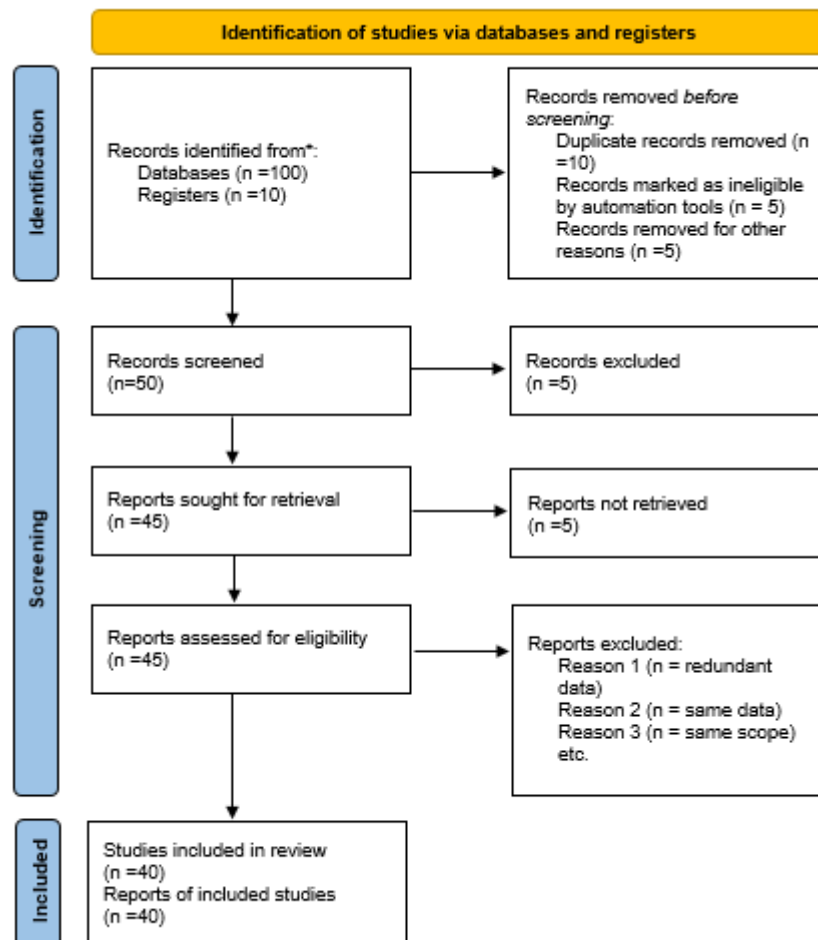 Identification of studies via databases and registers
Identification
Records identified from*:
Databases (n =100)
Registers (n =10)
Records removed before
screening:
Duplicate records removed (n
=10)
Records marked as ineligible
by automation tools (n = 5)
Records removed for other
reasons (n =5)
Screening
Records screened
(n=50)
Records excluded
(n =5)
Reports sought for retrieval
(n =45)
Reports not retrieved
(n =5)
Reports assessed for eligibility
(n =45)
Reports excluded:
Reason 1 (n = redundant
data)
Reason 2 (n = same data)
Reason 3 (n = same scope)
etc.
Included
Studies included in review
(n =40)
Reports of included studies
(n =40)